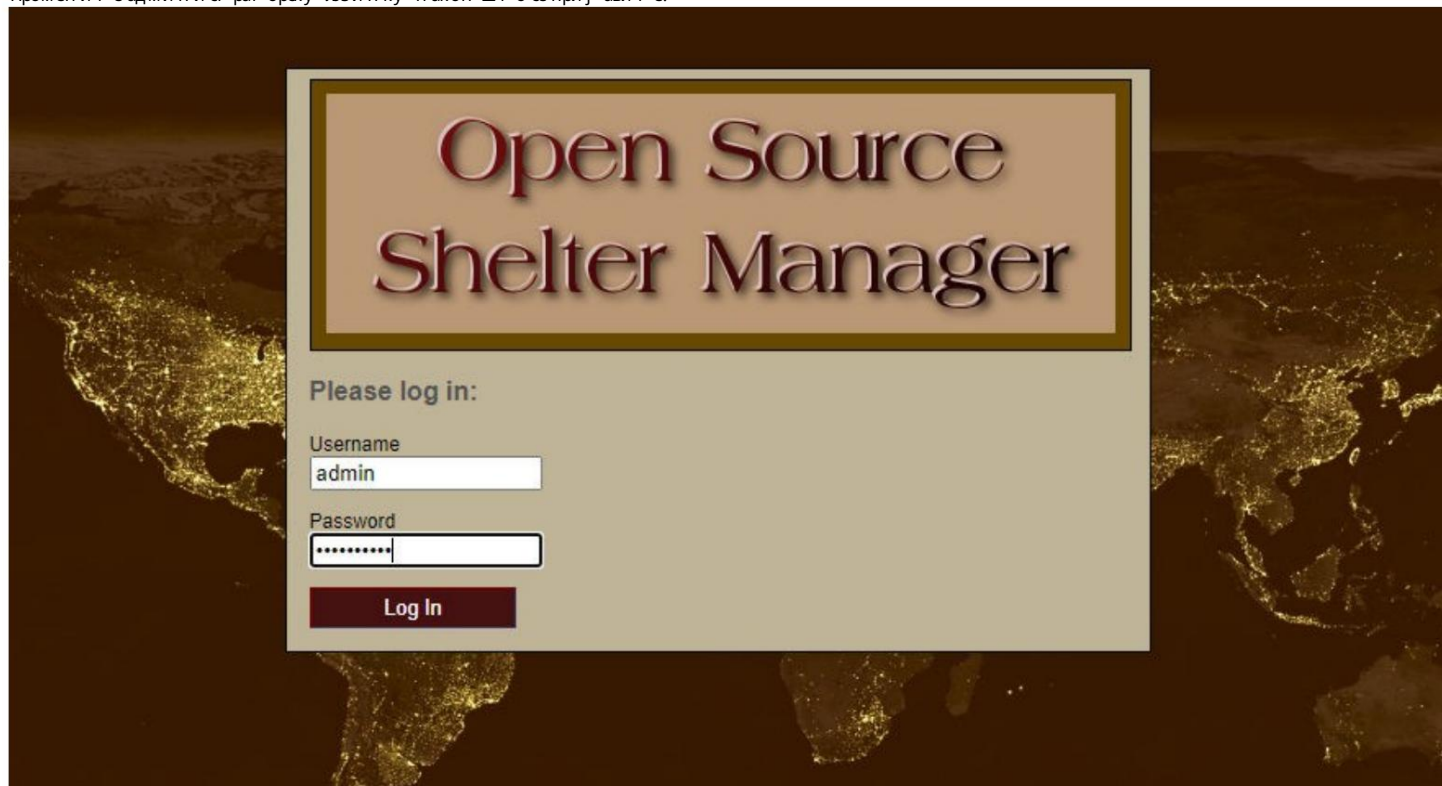 Open Source
Shelter Manager
Please log in:
Username
admin
Password
••••••••••
Log In